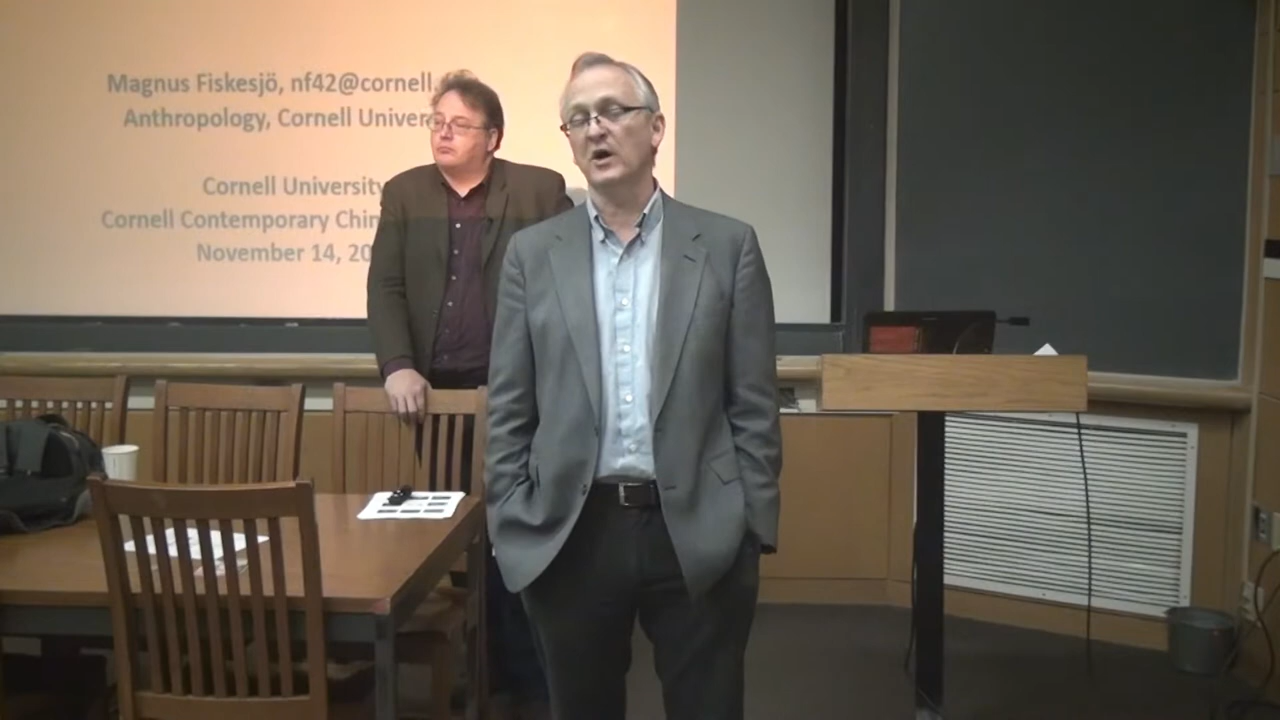 Magnus Fiskesjö, nf42@cornell.
Anthropology, Cornell Univer
Cornell University
Cornell Contemporary Chin
November 14, 20